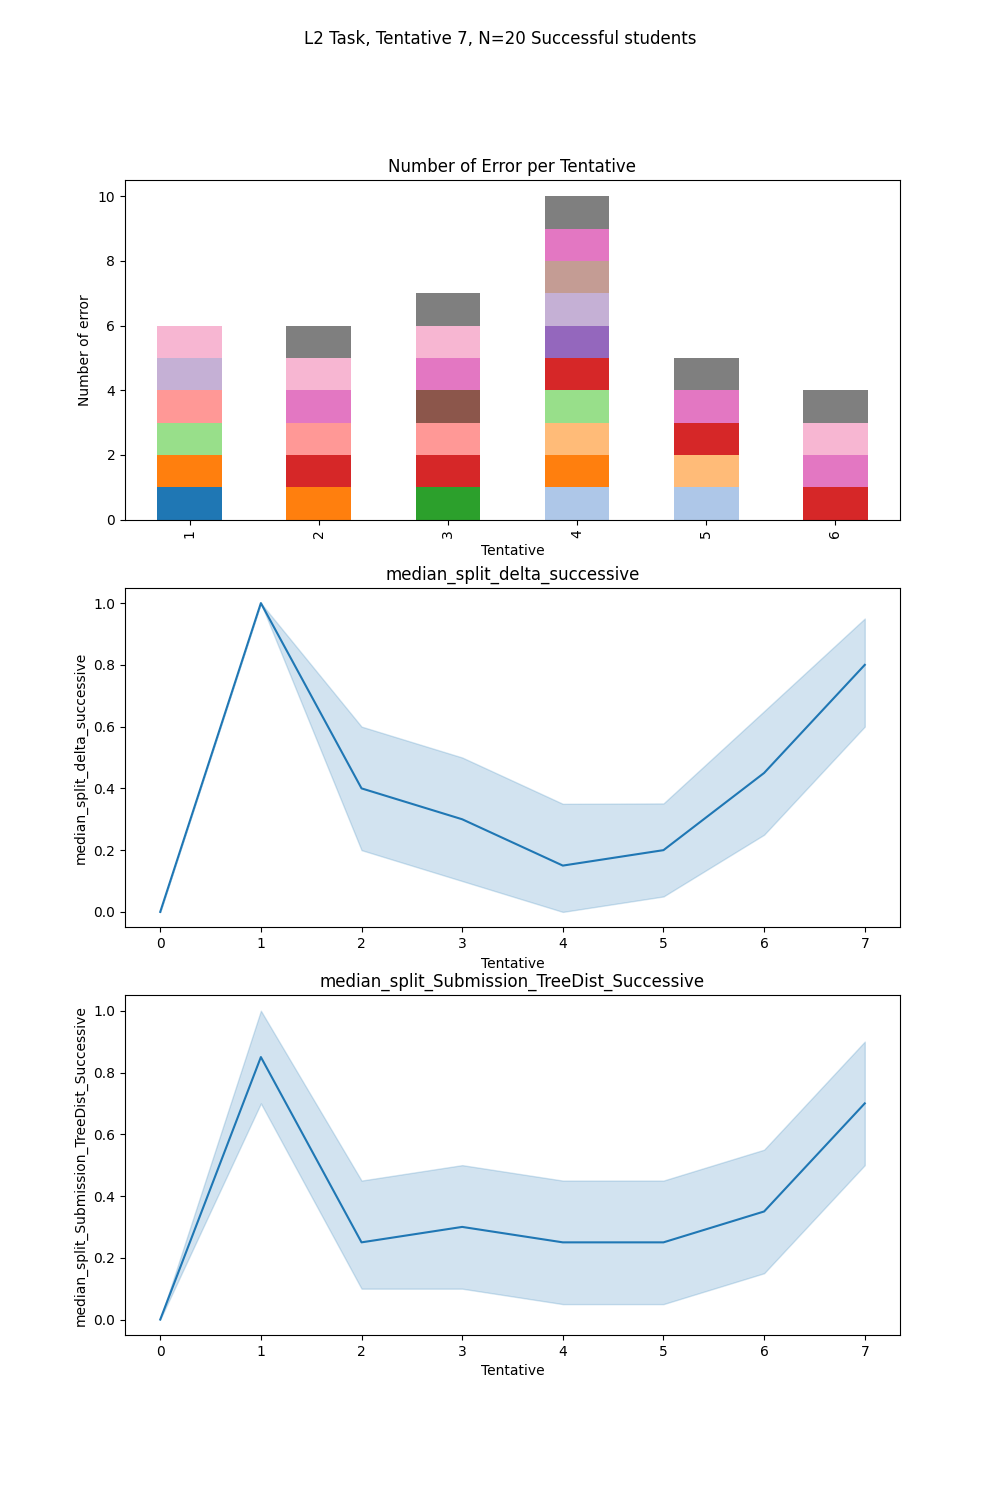 L2 Task, Tentative 7, N=20 Successful students
Number of Error per Tentative
Number of error
10
8
6
4
2
0
1 2 3 4 5 6
Tentative
median_split_delta_successive
median_split_delta_successive
1.0
0.8
0.6
0.4
0.2
0.0
0 1 2 3 4 5 6 7
Tentative
median_split_Submission_TreeDist_Successive
median_split_Submission_TreeDist_Successive
1.0
0.8
0.6
0.4
0.2
0.0
0 1 2 3 4 5 6 7
Tentative